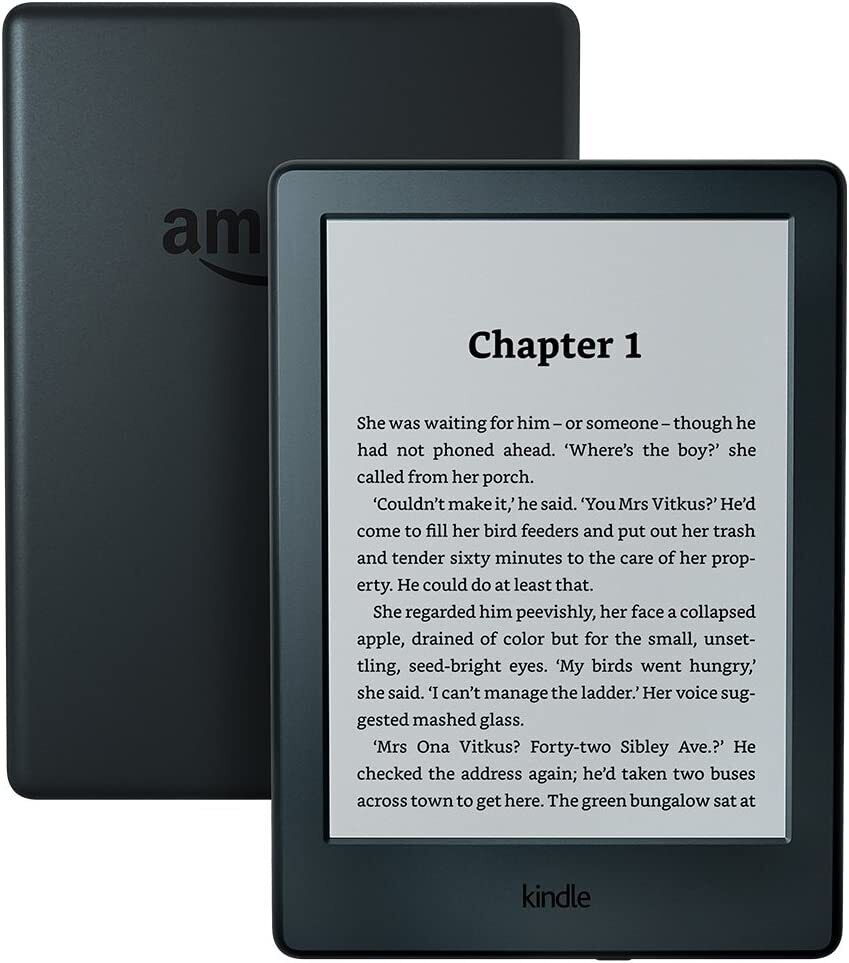 am
Chapter 1
She was waiting for him – or someone – though he
had not phoned ahead. ‘Where’s the boy?’ she
called from her porch.
‘Couldn’t make it,’ he said. ‘You Mrs Vitkus?’ He’d
come to fill her bird feeders and put out her trash
and tender sixty minutes to the care of her prop-
erty. He could do at least that.
She regarded him peevishly, her face a collapsed
apple, drained of color but for the small, unset-
tling, seed-bright eyes. ‘My birds went hungry,’
she said. ‘I can’t manage the ladder.’ Her voice sug-
gested mashed glass.
‘Mrs Ona Vitkus? Forty-two Sibley Ave.?’ He
checked the address again; he’d taken two buses
across town to get here. The green bungalow sat at
kindle